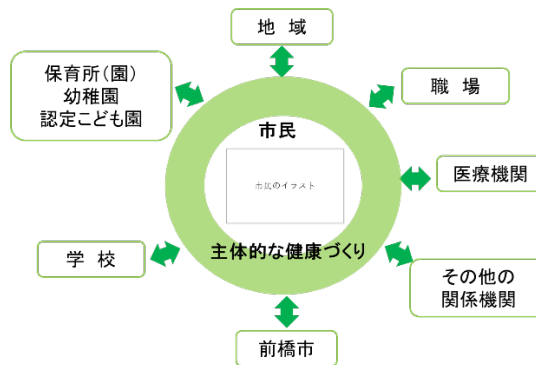 地 域
保育所（園）
幼稚園
認定こども園
職 場
市民
市民のイラスト
医療機関
主体的な健康づくり
学 校
その他の
関係機関
前橋市